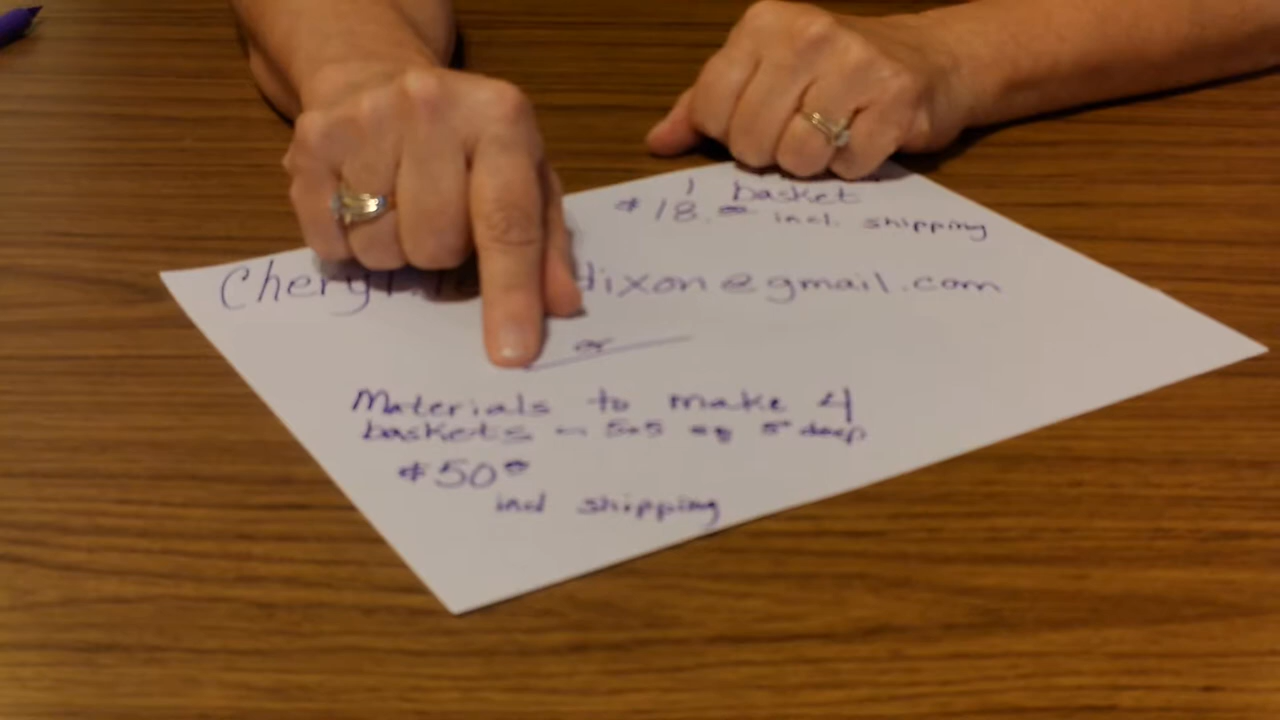 1 basket
$18.00 incl. shipping
dixon@gmail.com
or
Materials to make 4
baskets - 5x5 sq 5" deep
$50.00
incl shipping